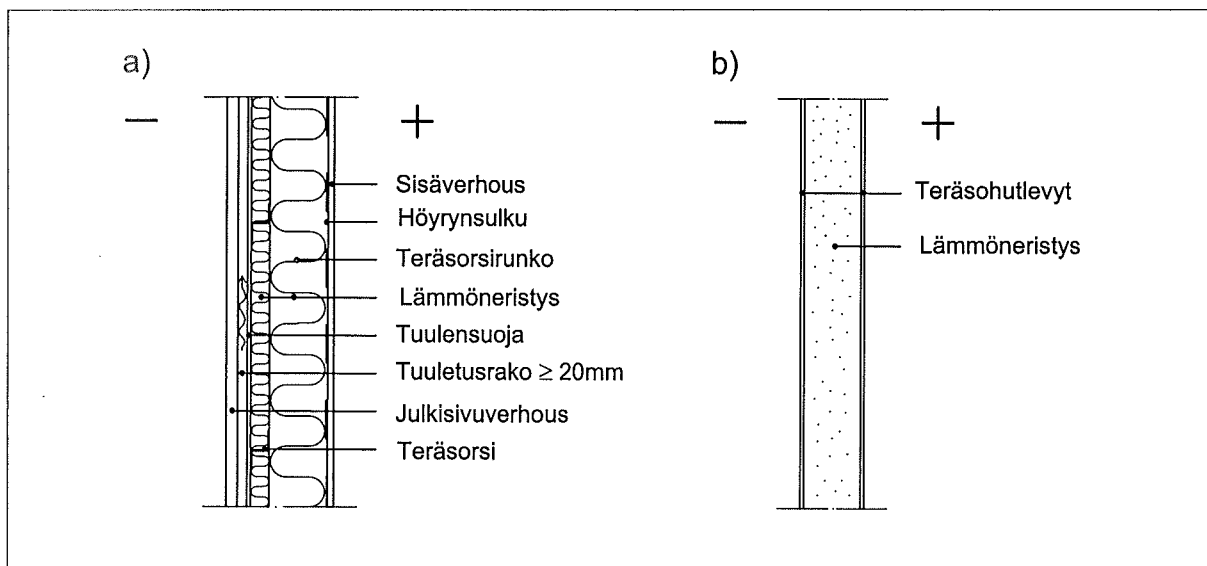 a)
−
+
Sisäverhous
Höyrynsulku
Teräsorsirunko
Lämmöneristys
Tuulensuoja
Tuuletusrako ≥ 20mm
Julkisivuverhous
Teräsorsi
b)
−
+
Teräsohutlevyt
Lämmöneristys